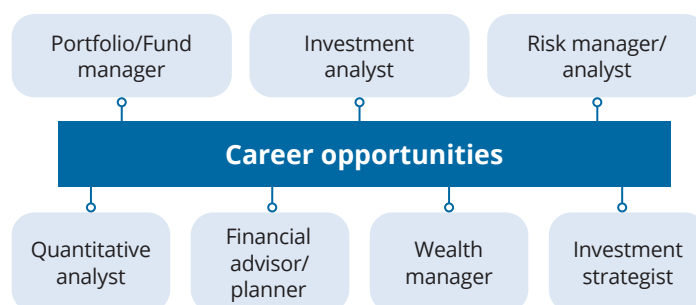 Portfolio/Fund
manager
Investment
analyst
Risk manager/
analyst
Career opportunities
Quantitative
analyst
Financial
advisor/
planner
Wealth
manager
Investment
strategist